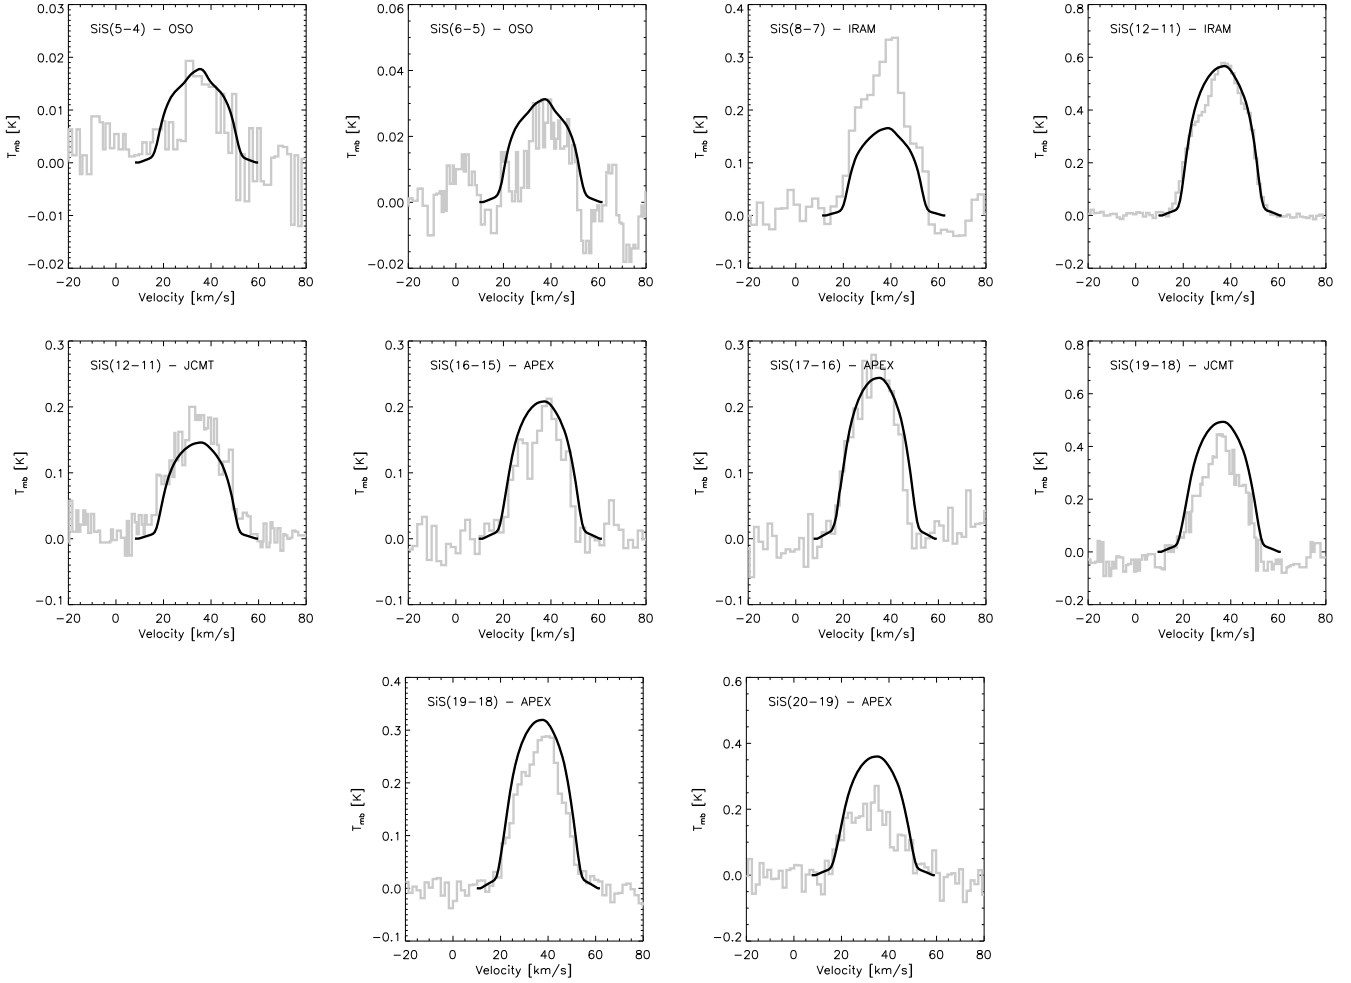 SiS(5−4) − OSO
0.03
0.02
0.01
0.00
−0.01
−0.02
T_mb [K]
−20 0 20 40 60 80
Velocity [km/s]
SiS(6−5) − OSO
0.06
0.04
0.02
0.00
−0.02
T_mb [K]
−20 0 20 40 60 80
Velocity [km/s]
SiS(8−7) − IRAM
0.4
0.3
0.2
0.1
0.0
−0.1
T_mb [K]
−20 0 20 40 60 80
Velocity [km/s]
SiS(12−11) − IRAM
0.8
0.6
0.4
0.2
0.0
−0.2
T_mb [K]
−20 0 20 40 60 80
Velocity [km/s]
SiS(12−11) − JCMT
0.3
0.2
0.1
0.0
−0.1
T_mb [K]
−20 0 20 40 60 80
Velocity [km/s]
SiS(16−15) − APEX
0.3
0.2
0.1
0.0
−0.1
T_mb [K]
−20 0 20 40 60 80
Velocity [km/s]
SiS(17−16) − APEX
0.3
0.2
0.1
0.0
−0.1
T_mb [K]
−20 0 20 40 60 80
Velocity [km/s]
SiS(19−18) − JCMT
0.8
0.6
0.4
0.2
0.0
−0.2
T_mb [K]
−20 0 20 40 60 80
Velocity [km/s]
SiS(19−18) − APEX
0.4
0.3
0.2
0.1
0.0
−0.1
T_mb [K]
−20 0 20 40 60 80
Velocity [km/s]
SiS(20−19) − APEX
0.6
0.4
0.2
0.0
−0.2
T_mb [K]
−20 0 20 40 60 80
Velocity [km/s]